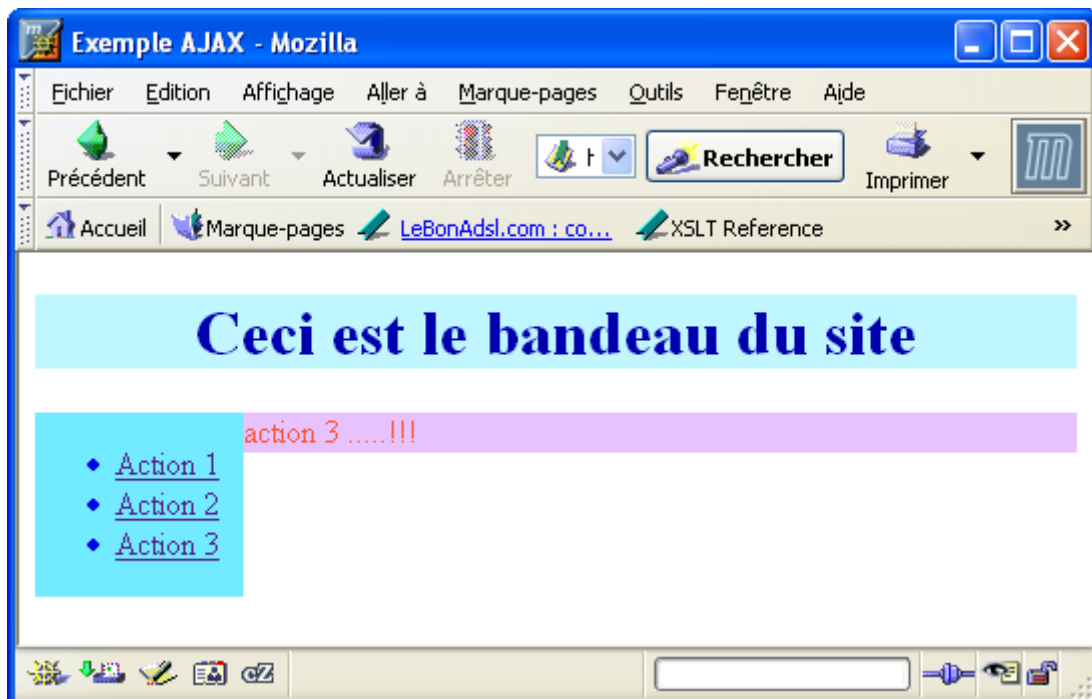 Exemple AJAX - Mozilla
Fichier Edition Affichage Aller à Marque-pages Outils Fenêtre Aide
Précédent Suivant Actualiser Arrêter Rechercher Imprimer
Accueil Marque-pages LeBonAdsl.com : co... XSLT Reference »
Ceci est le bandeau du site
action 3 .....!!!
• Action 1
• Action 2
• Action 3
cZ